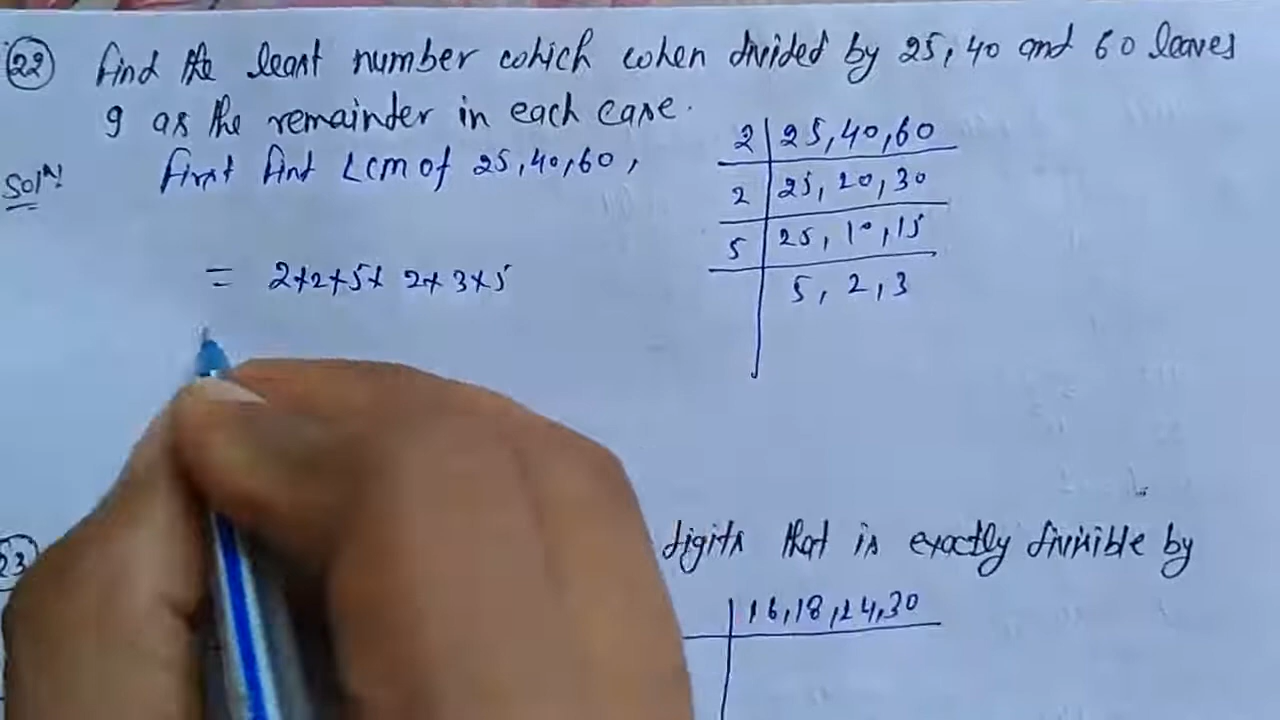 22 find the least number which when divided by 25, 40 and 60 leaves
9 as the remainder in each case.
Soln: first find LCM of 25, 40, 60,
2 | 25, 40, 60
2 | 25, 20, 30
5 | 25, 10, 15
5, 2, 3
= 2×2×5× 2×3×5
23 digits that is exactly divisible by
16, 18, 24, 30